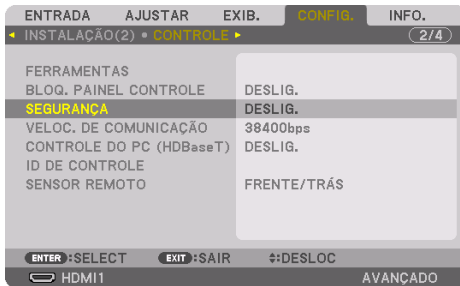 ENTRADA AJUSTAR EXIB. CONFIG. INFO.
INSTALAÇÃO(2) • CONTROLE 2/4
FERRAMENTAS
BLOQ. PAINEL CONTROLE DESLIG.
SEGURANÇA DESLIG.
VELOC. DE COMUNICAÇÃO 38400bps
CONTROLE DO PC (HDBaseT) DESLIG.
ID DE CONTROLE
SENSOR REMOTO FRENTE/TRÁS
ENTER:SELECT EXIT:SAIR :DESLOC
HDMI1 AVANÇADO